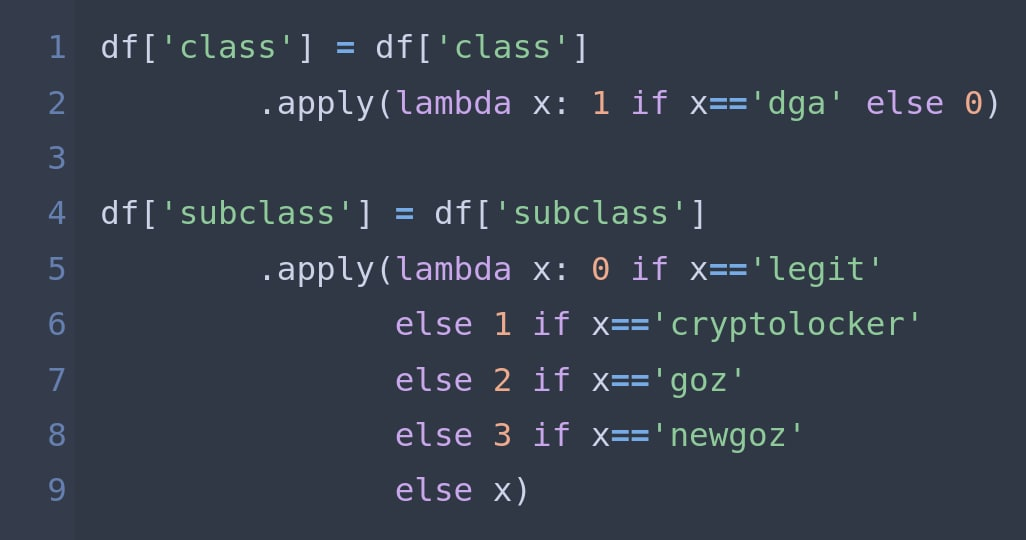 1 df['class'] = df['class']
2         .apply(lambda x: 1 if x=='dga' else 0)
3
4 df['subclass'] = df['subclass']
5         .apply(lambda x: 0 if x=='legit'
6                else 1 if x=='cryptolocker'
7                else 2 if x=='goz'
8                else 3 if x=='newgoz'
9                else x)